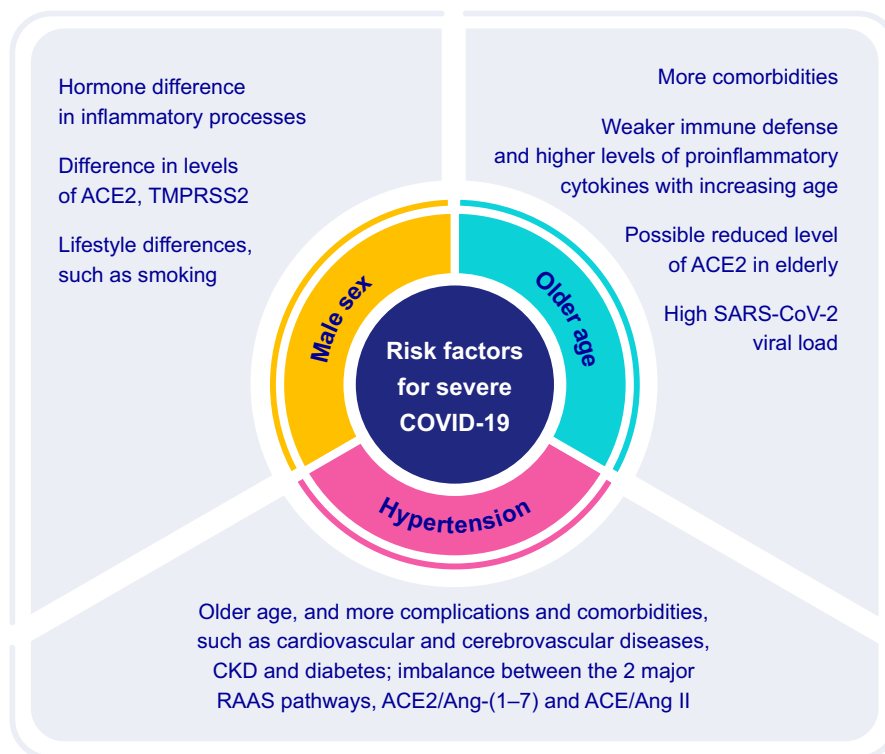 Hormone difference
in inflammatory processes
Difference in levels
of ACE2, TMPRSS2
Lifestyle differences,
such as smoking
More comorbidities
Weaker immune defense
and higher levels of proinflammatory
cytokines with increasing age
Possible reduced level
of ACE2 in elderly
High SARS-CoV-2
viral load
Male sex
Older age
Risk factors
for severe
COVID-19
Hypertension
Older age, and more complications and comorbidities,
such as cardiovascular and cerebrovascular diseases,
CKD and diabetes; imbalance between the 2 major
RAAS pathways, ACE2/Ang-(1–7) and ACE/Ang II